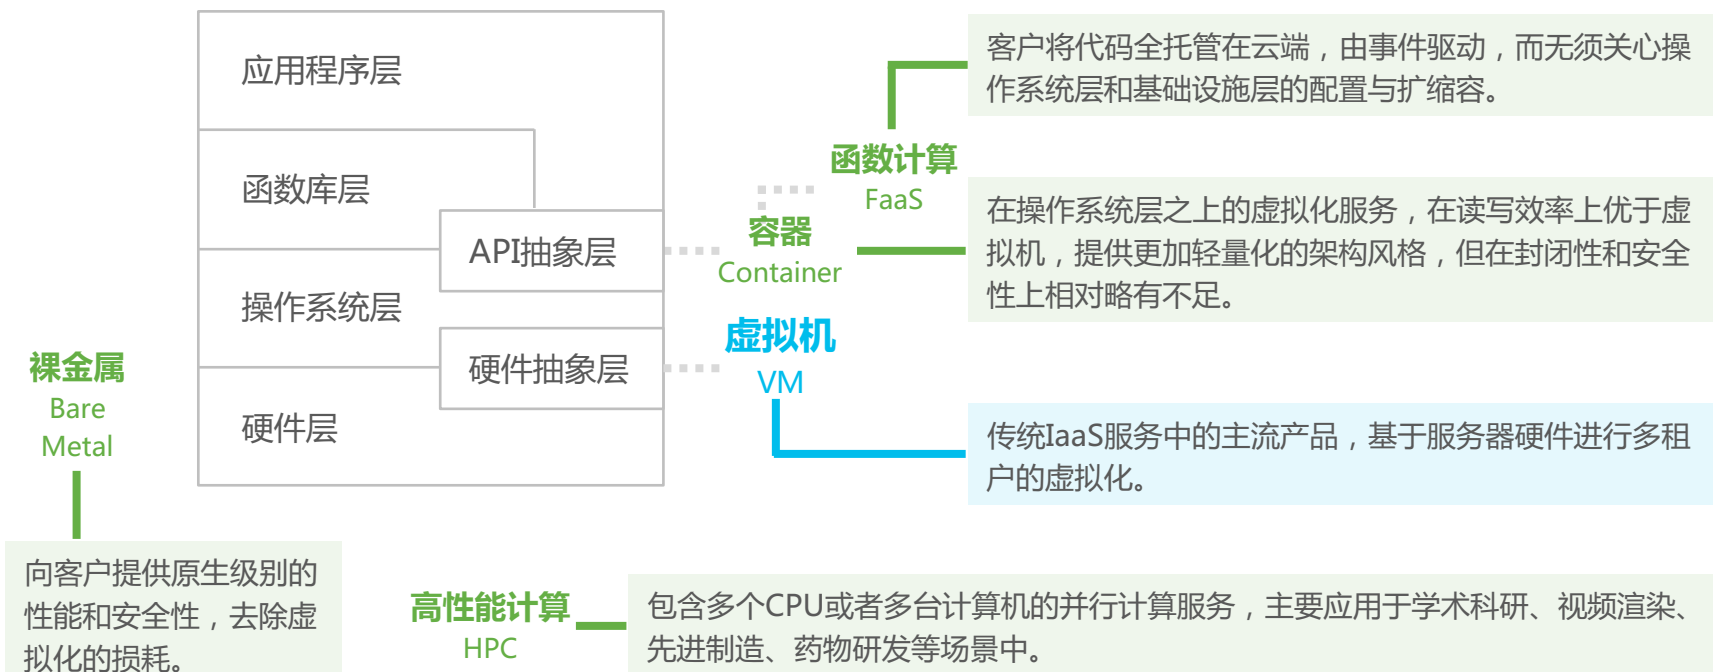 应用程序层
函数库层
API抽象层
操作系统层
硬件抽象层
硬件层
客户将代码全托管在云端，由事件驱动，而无须关心操
作系统层和基础设施层的配置与扩缩容。
函数计算
FaaS
容器
Container
在操作系统层之上的虚拟化服务，在读写效率上优于虚
拟机，提供更加轻量化的架构风格，但在封闭性和安全
性上相对略有不足。
虚拟机
VM
传统IaaS服务中的主流产品，基于服务器硬件进行多租
户的虚拟化。
裸金属
Bare
Metal
向客户提供原生级别的
性能和安全性，去除虚
拟化的损耗。
高性能计算
HPC
包含多个CPU或者多台计算机的并行计算服务，主要应用于学术科研、视频渲染、
先进制造、药物研发等场景中。